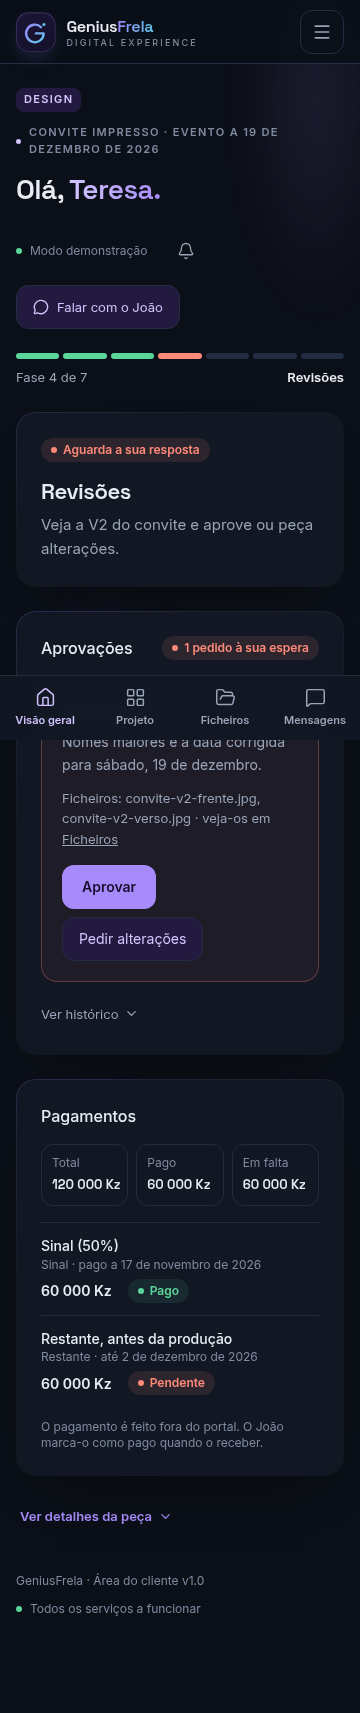 GeniusFrela
DIGITAL EXPERIENCE
DESIGN
CONVITE IMPRESSO · EVENTO A 19 DE
DEZEMBRO DE 2026
Olá, Teresa.
Modo demonstração
Falar com o João
Fase 4 de 7
Revisões
Aguarda a sua resposta
Revisões
Veja a V2 do convite e aprove ou peça
alterações.
Aprovações
1 pedido à sua espera
Visão geral
Projeto
Ficheiros
Mensagens
Nomes maiores e a data corrigida
para sábado, 19 de dezembro.
Ficheiros: convite-v2-frente.jpg,
convite-v2-verso.jpg · veja-os em
Ficheiros
Aprovar
Pedir alterações
Ver histórico
Pagamentos
Total
120 000 Kz
Pago
60 000 Kz
Em falta
60 000 Kz
Sinal (50%)
Sinal · pago a 17 de novembro de 2026
60 000 Kz
Pago
Restante, antes da produção
Restante · até 2 de dezembro de 2026
60 000 Kz
Pendente
O pagamento é feito fora do portal. O João
marca-o como pago quando o receber.
Ver detalhes da peça
GeniusFrela · Área do cliente v1.0
Todos os serviços a funcionar